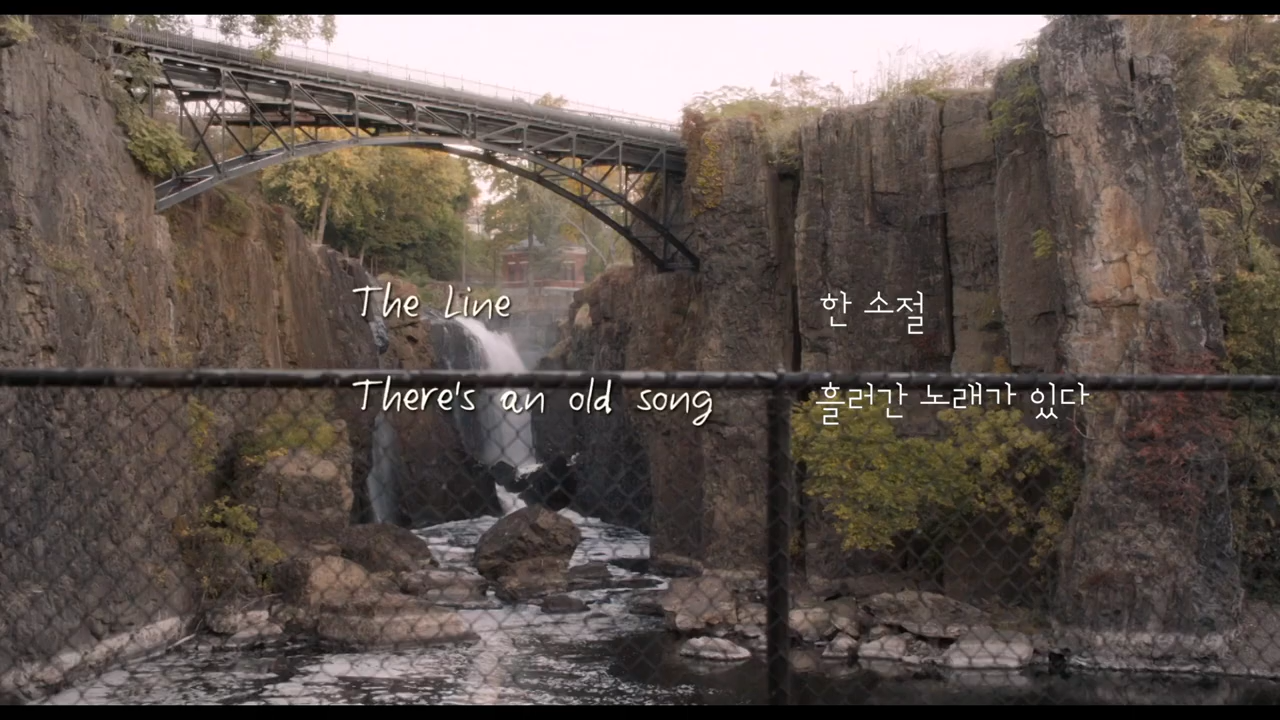 The Line
There's an old song
한 소절
흘러간 노래가 있다